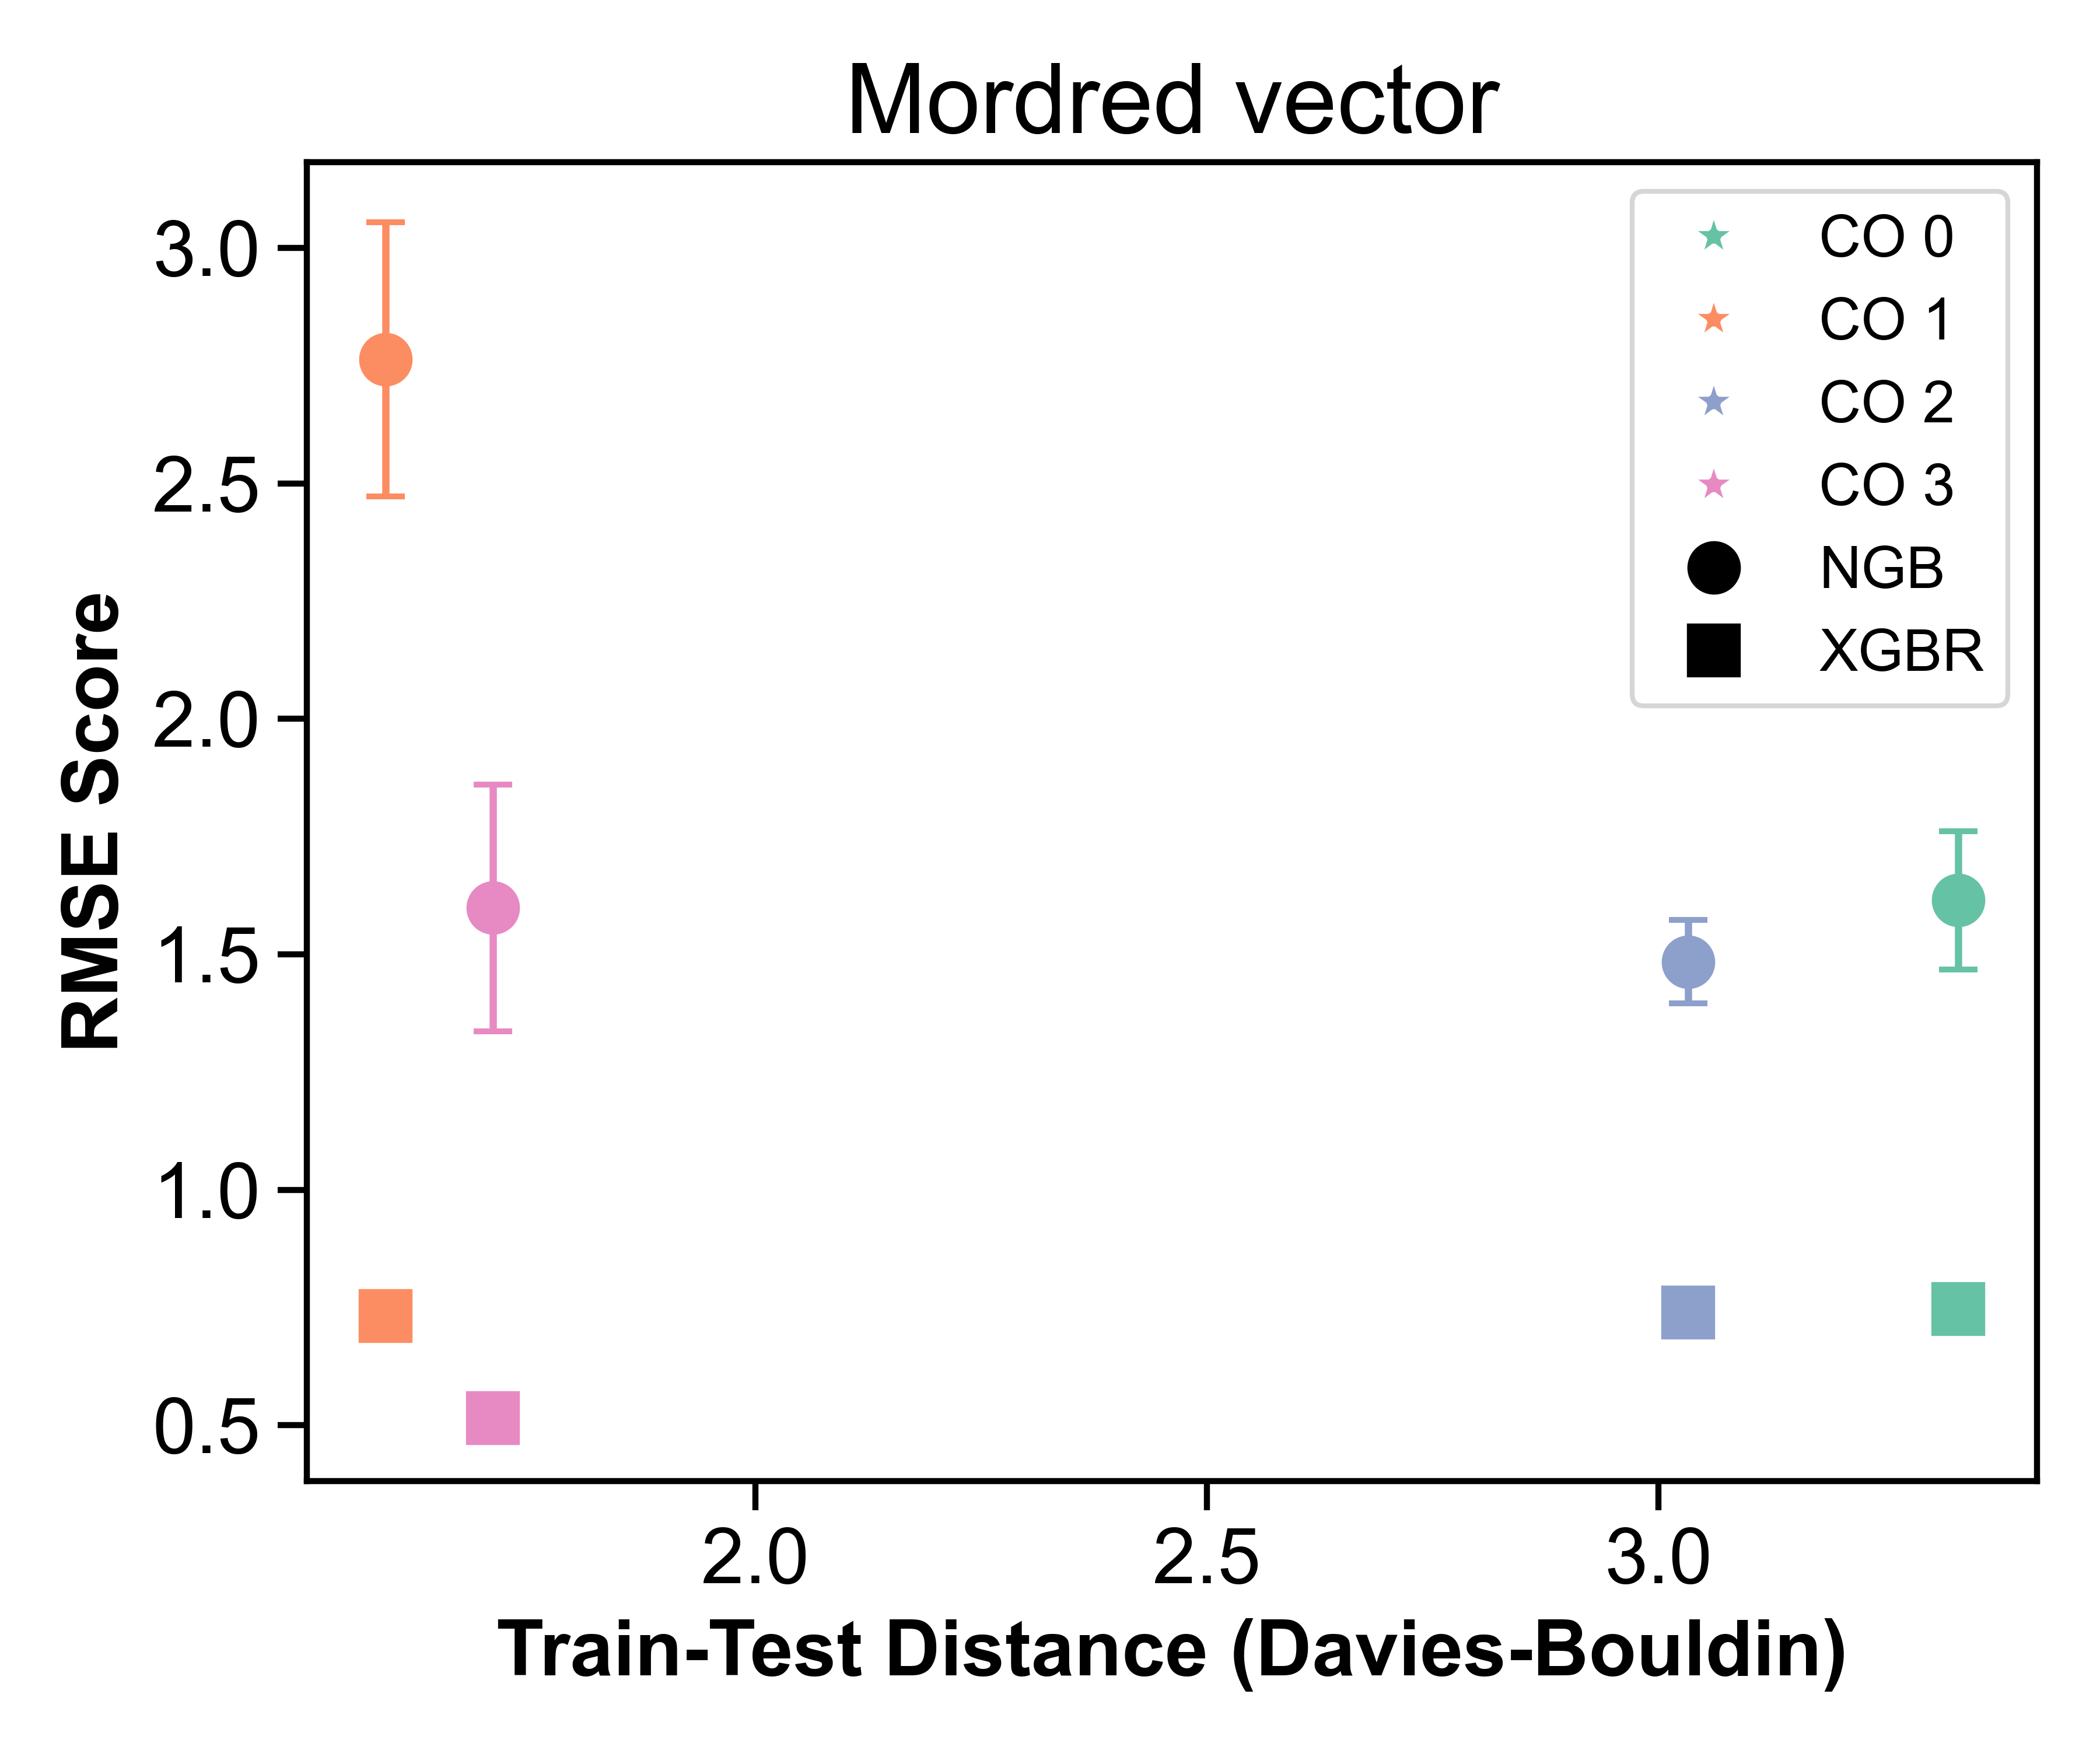 Mordred vector
3.0
2.5
2.0
1.5
1.0
0.5
RMSE Score
CO 0
CO 1
CO 2
CO 3
NGB
XGBR
2.0
2.5
3.0
Train-Test Distance (Davies-Bouldin)